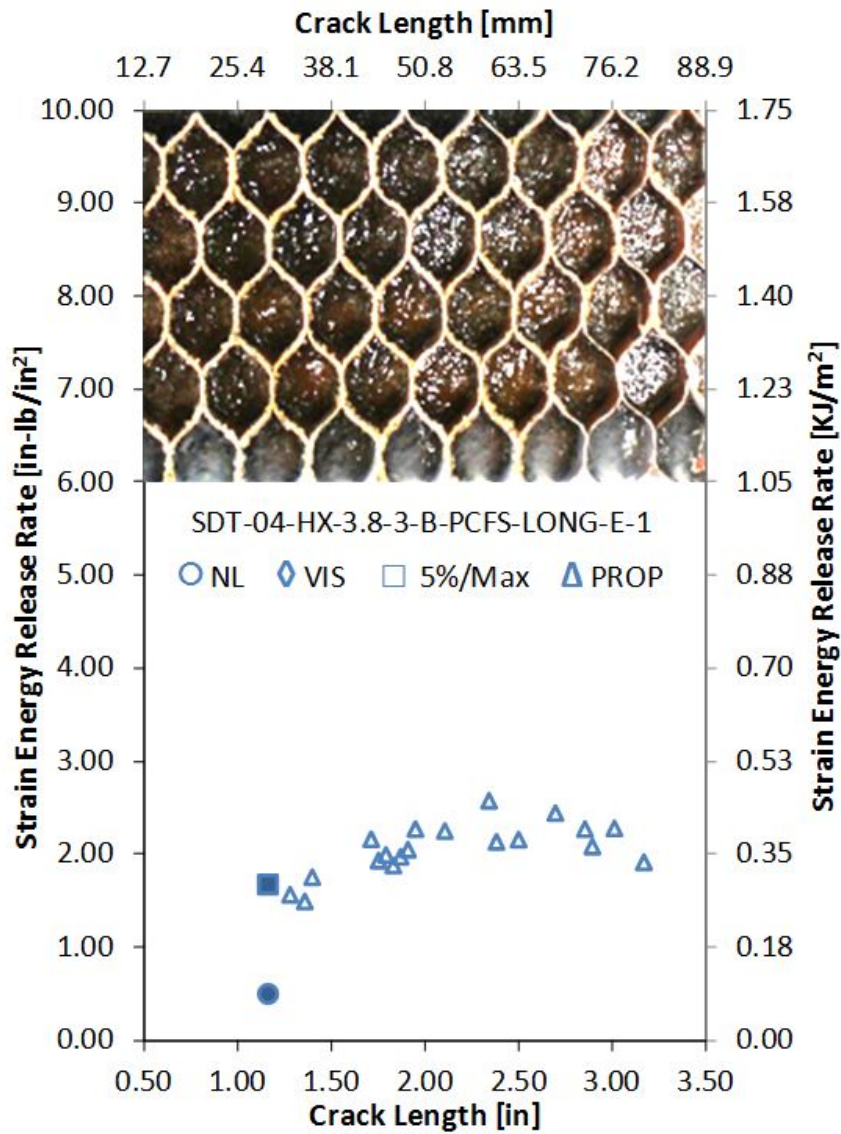 Crack Length [mm]
12.7 25.4 38.1 50.8 63.5 76.2 88.9
10.00 1.75
9.00 1.58
8.00 1.40
7.00 1.23
6.00 1.05
SDT-04-HX-3.8-3-B-PCFS-LONG-E-1
NL VIS 5%/Max PROP
5.00 0.88
4.00 0.70
3.00 0.53
2.00 0.35
1.00 0.18
0.00 0.00
Strain Energy Release Rate [in-lb/in²]
Strain Energy Release Rate [KJ/m²]
0.50 1.00 1.50 2.00 2.50 3.00 3.50
Crack Length [in]